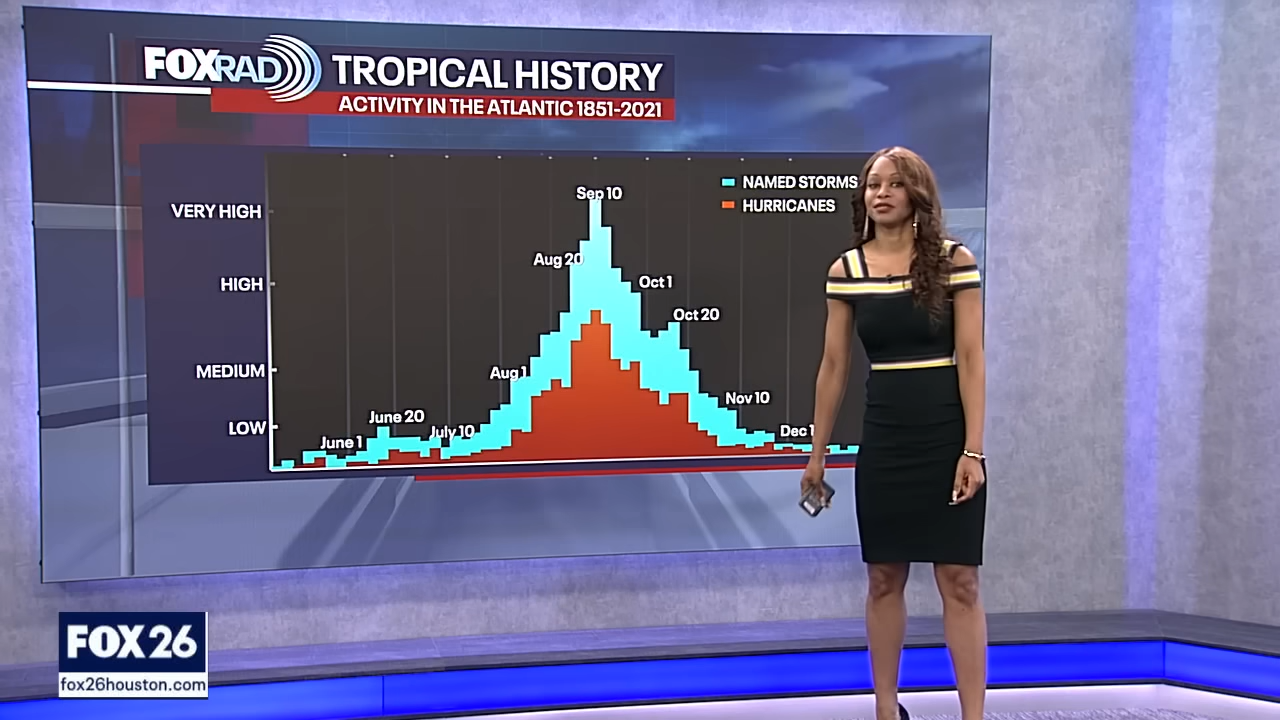 FOXRAD
TROPICAL HISTORY
ACTIVITY IN THE ATLANTIC 1851-2021
NAMED STORMS
HURRICANES
VERY HIGH
HIGH
MEDIUM
LOW
June 1
June 20
July 10
Aug 1
Aug 20
Sep 10
Oct 1
Oct 20
Nov 10
Dec 1
FOX 26
fox26houston.com